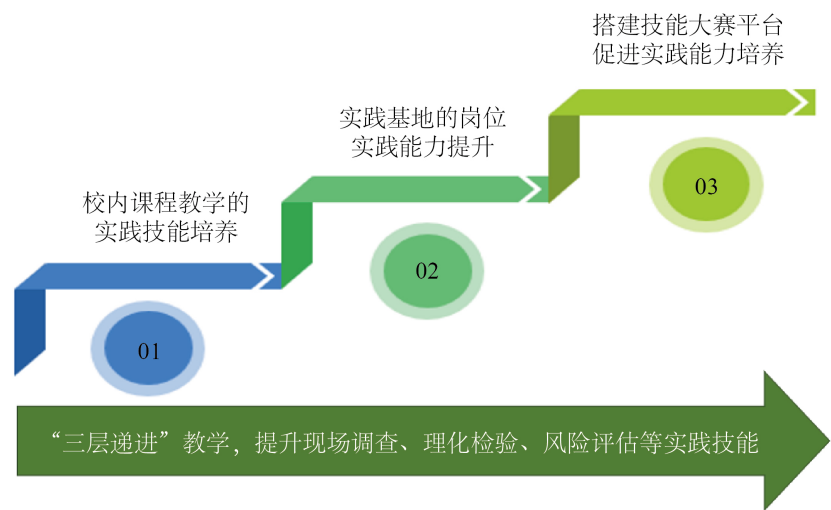 搭建技能大赛平台
促进实践能力培养
实践基地的岗位
实践能力提升
03
校内课程教学的
实践技能培养
02
01
“三层递进”教学，提升现场调查、理化检验、风险评估等实践技能